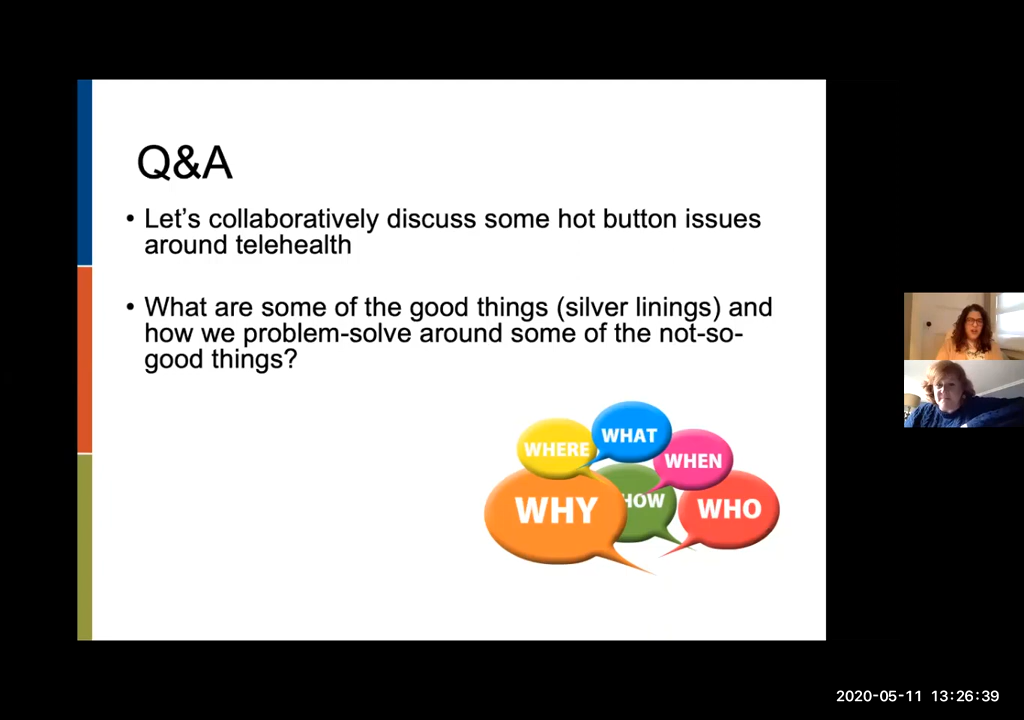 Q&A
• Let's collaboratively discuss some hot button issues
around telehealth
• What are some of the good things (silver linings) and
how we problem-solve around some of the not-so-
good things?
WHERE
WHAT
WHEN
WHY
HOW
WHO
2020-05-11 13:26:39